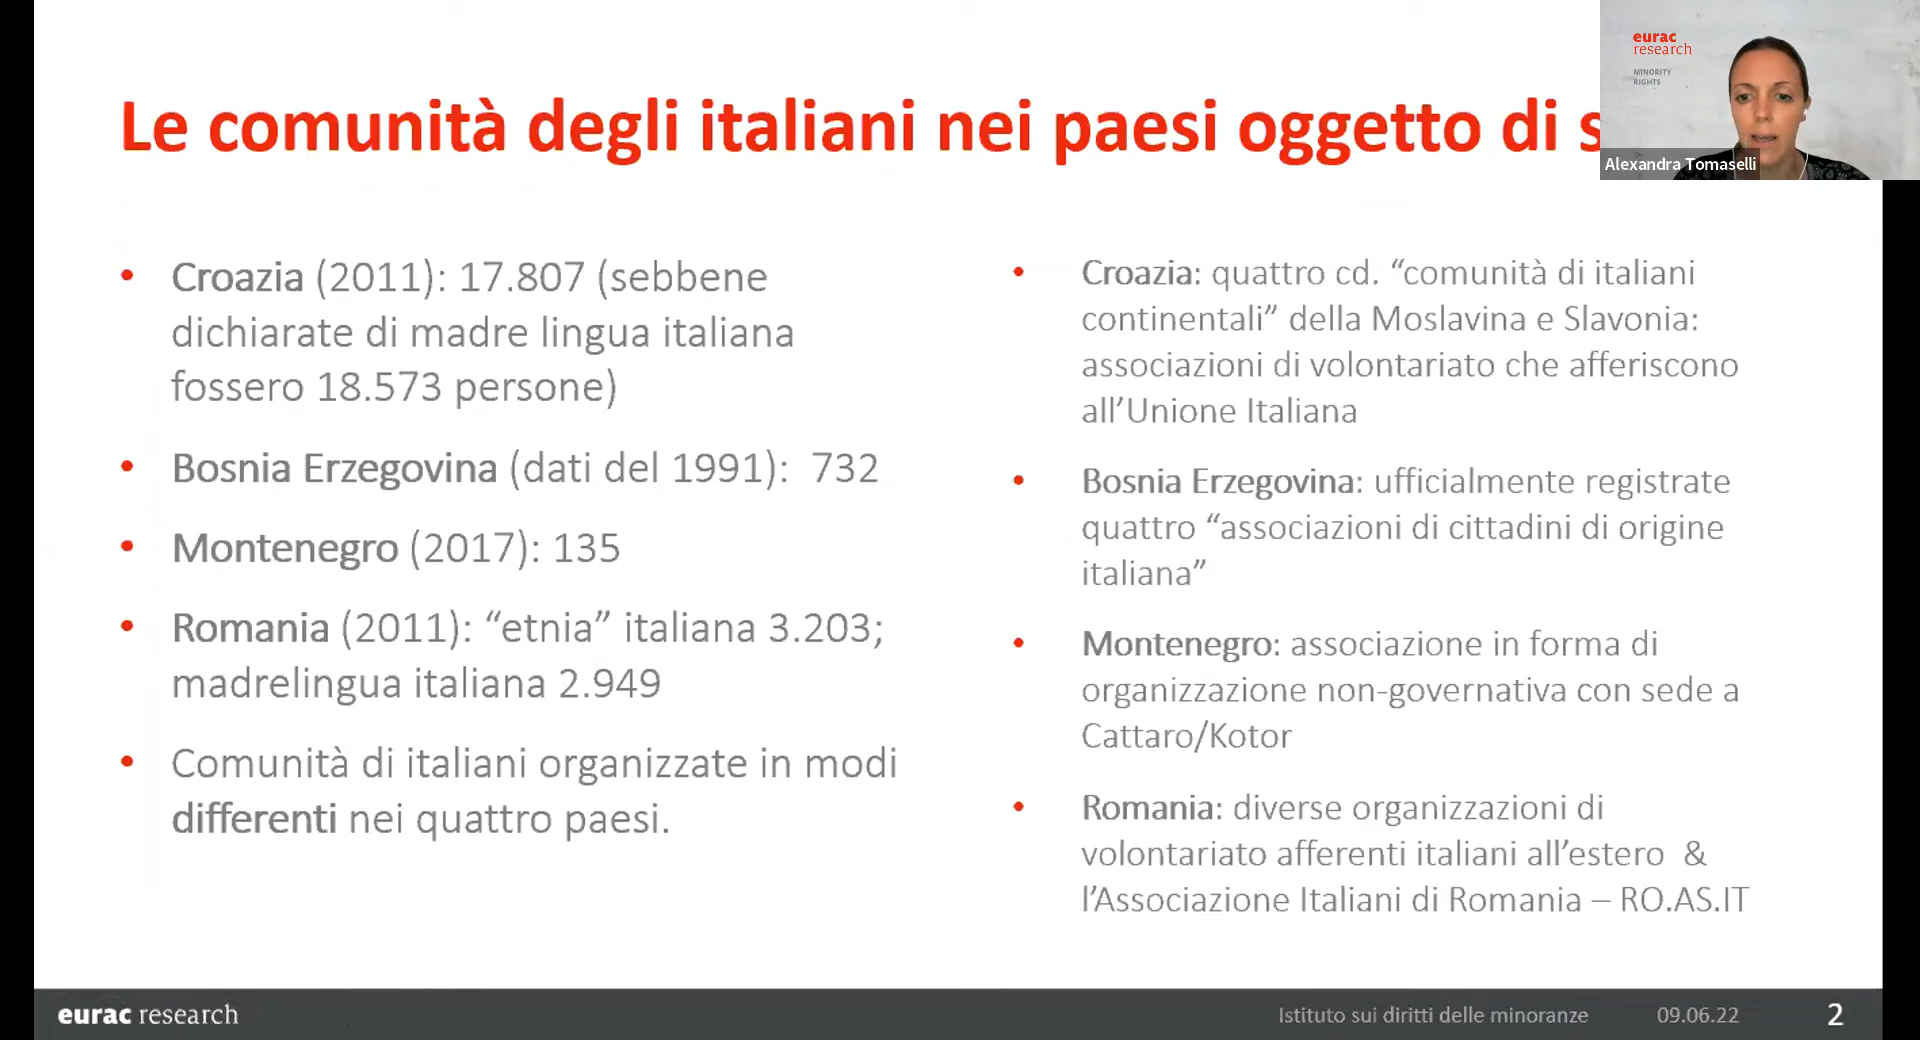 Le comunità degli italiani nei paesi oggetto di s
eurac
research
MINORITY
RIGHTS
Alexandra Tomaselli
• Croazia (2011): 17.807 (sebbene
dichiarate di madre lingua italiana
fossero 18.573 persone)
• Bosnia Erzegovina (dati del 1991):  732
• Montenegro (2017): 135
• Romania (2011): “etnia” italiana 3.203;
madrelingua italiana 2.949
• Comunità di italiani organizzate in modi
differenti nei quattro paesi.
• Croazia: quattro cd. “comunità di italiani
continentali” della Moslavina e Slavonia:
associazioni di volontariato che afferiscono
all’Unione Italiana
• Bosnia Erzegovina: ufficialmente registrate
quattro “associazioni di cittadini di origine
italiana”
• Montenegro: associazione in forma di
organizzazione non-governativa con sede a
Cattaro/Kotor
• Romania: diverse organizzazioni di
volontariato afferenti italiani all’estero  &
l’Associazione Italiani di Romania – RO.AS.IT
eurac research
Istituto sui diritti delle minoranze
09.06.22
2